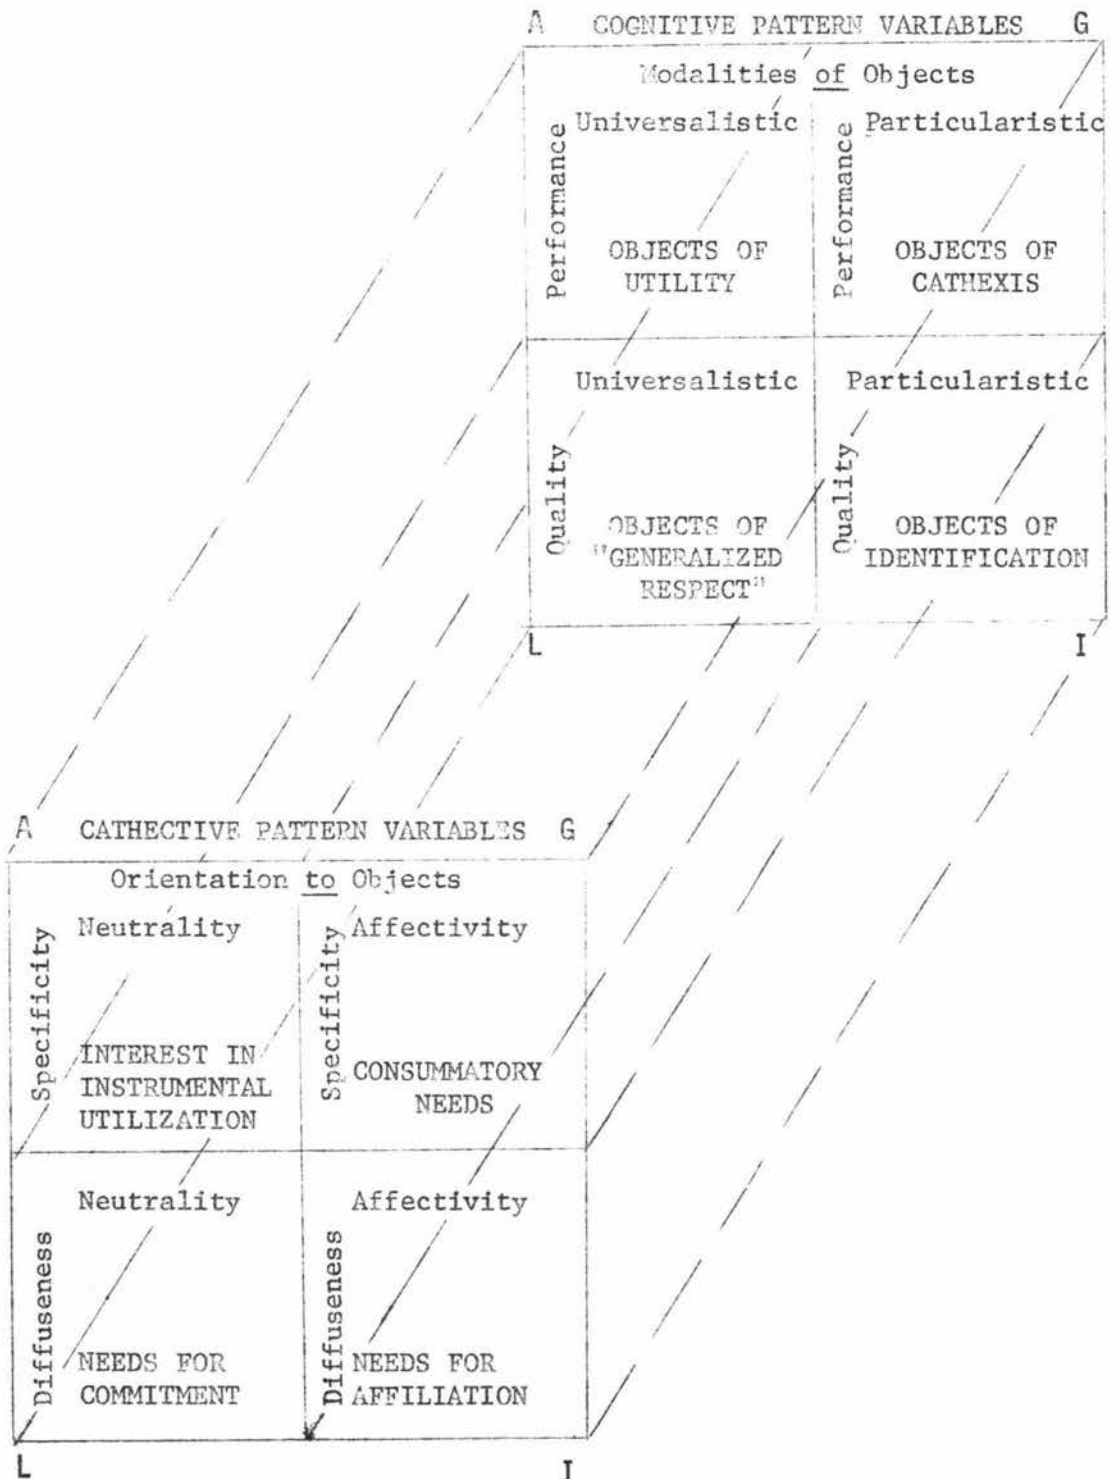 A COGNITIVE PATTERN VARIABLES G
Modalities of Objects
Performance
Universalistic
OBJECTS OF
UTILITY
Performance
Particularistic
OBJECTS OF
CATHEXIS
Quality
Universalistic
OBJECTS OF
"GENERALIZED
RESPECT"
Quality
Particularistic
OBJECTS OF
IDENTIFICATION
L I
A CATHECTIVE PATTERN VARIABLES G
Orientation to Objects
Specificity
Neutrality
INTEREST IN
INSTRUMENTAL
UTILIZATION
Specificity
Affectivity
CONSUMMATORY
NEEDS
Diffuseness
Neutrality
NEEDS FOR
COMMITMENT
Diffuseness
Affectivity
NEEDS FOR
AFFILIATION
L I